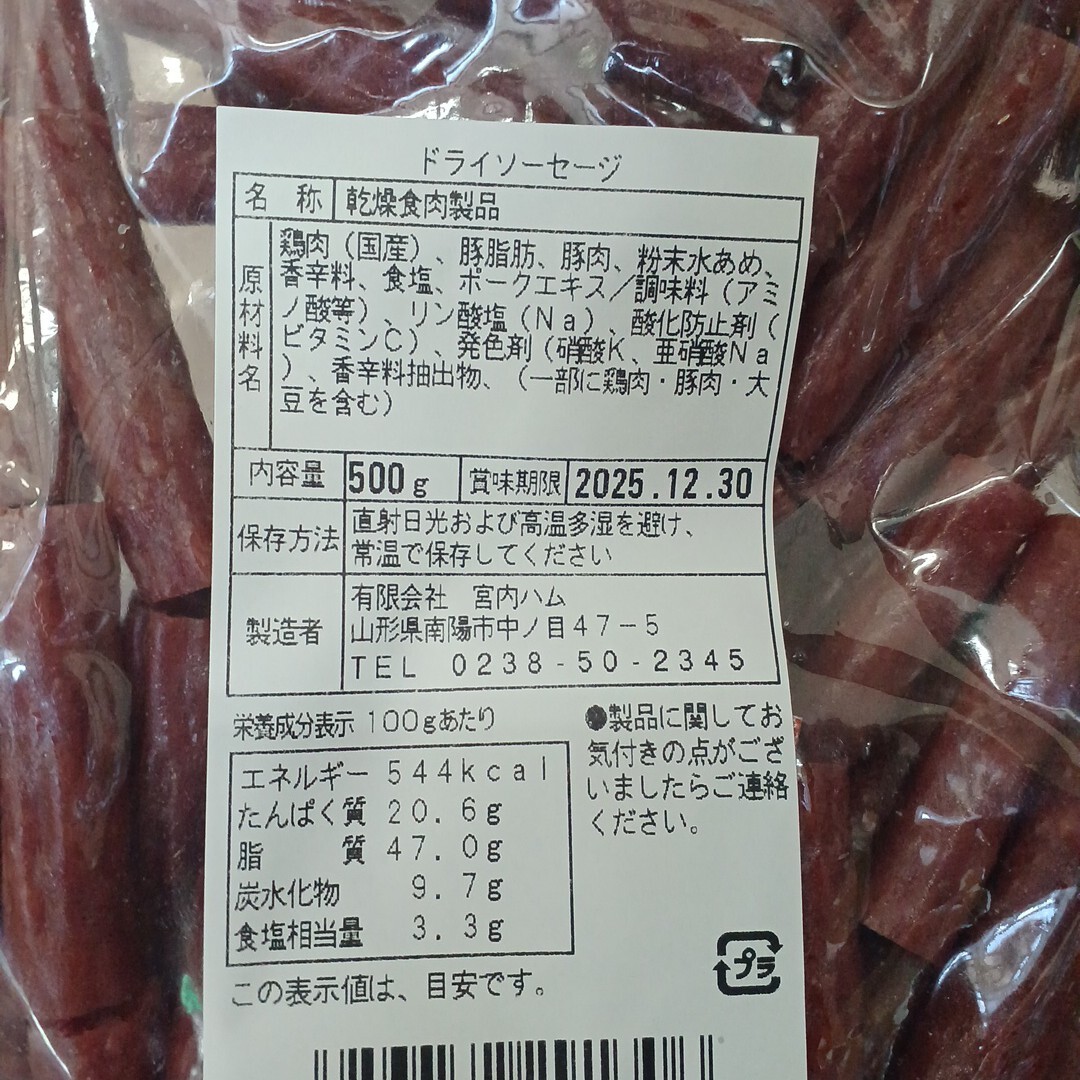 ドライソーセージ
名 称 乾燥食肉製品
原材料名
鶏肉(国産)、豚脂肪、豚肉、粉末水あめ、
香辛料、食塩、ポークエキス/調味料(アミ
ノ酸等)、リン酸塩(Na)、酸化防止剤(
ビタミンC)、発色剤(硝酸K、亜硝酸Na
)、香辛料抽出物、(一部に鶏肉・豚肉・大
豆を含む)
内容量 500g 賞味期限 2025.12.30
保存方法
直射日光および高温多湿を避け、
常温で保存してください
製造者
有限会社 宮内ハム
山形県南陽市中ノ目47-5
TEL 0238-50-2345
栄養成分表示 100gあたり
エネルギー 544kcal
たんぱく質 20.6g
脂 質 47.0g
炭水化物 9.7g
食塩相当量 3.3g
この表示値は、目安です。
●製品に関してお
気付きの点がござ
いましたらご連絡
ください。
プラ